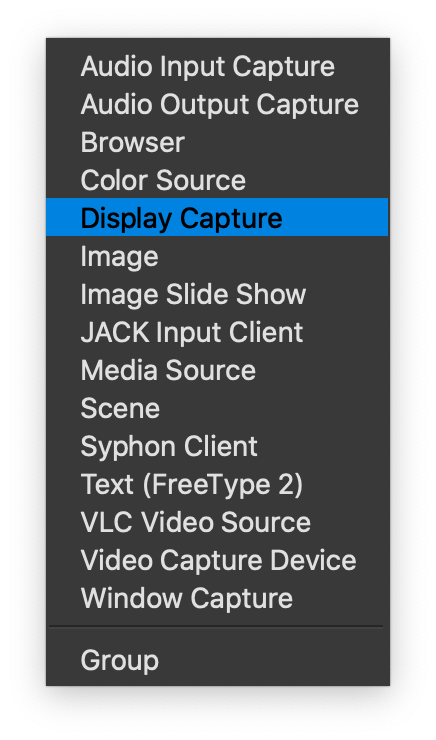 Audio Input Capture
Audio Output Capture
Browser
Color Source
Display Capture
Image
Image Slide Show
JACK Input Client
Media Source
Scene
Syphon Client
Text (FreeType 2)
VLC Video Source
Video Capture Device
Window Capture
Group